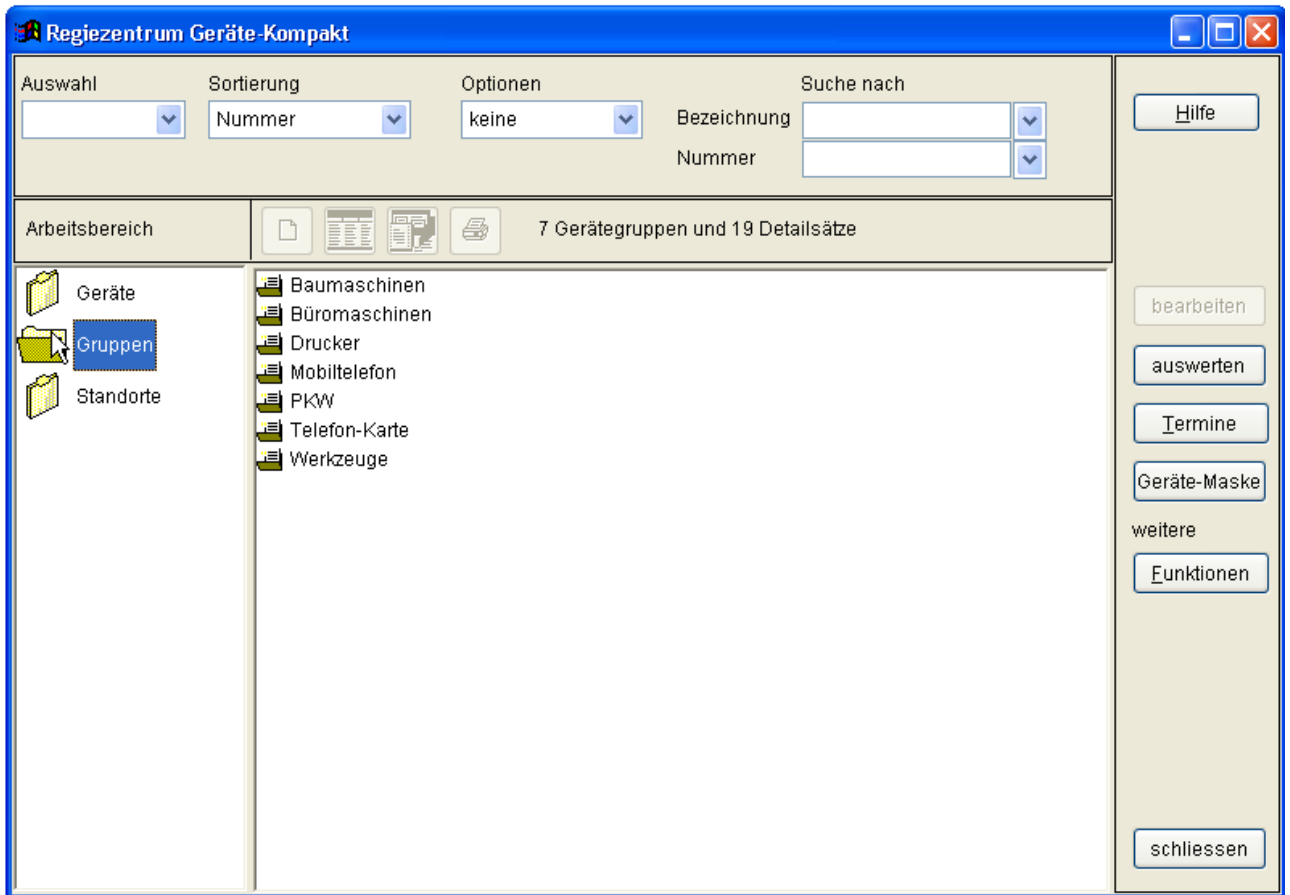 Regiezentrum Geräte-Kompakt
Auswahl Sortierung Optionen Suche nach
Nummer keine Bezeichnung
Nummer
Hilfe
Arbeitsbereich 7 Gerätegruppen und 19 Detailsätze
Geräte
Gruppen
Standorte
Baumaschinen
Büromaschinen
Drucker
Mobiltelefon
PKW
Telefon-Karte
Werkzeuge
bearbeiten
auswerten
Termine
Geräte-Maske
weitere
Funktionen
schliessen